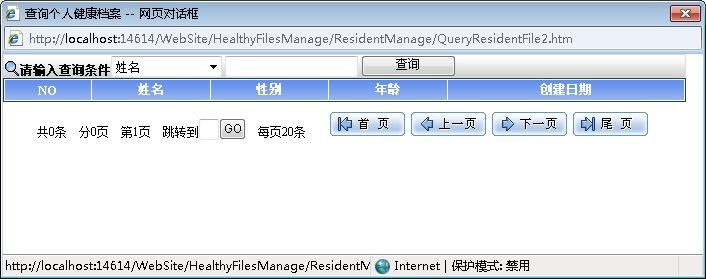 查询个人健康档案 -- 网页对话框
http://localhost:14614/WebSite/HealthyFilesManage/ResidentManage/QueryResidentFile2.htm
请输入查询条件 姓名 查询
NO 姓名 性别 年龄 创建日期
共0条 分0页 第1页 跳转到 GO 每页20条 首 页 上一页 下一页 尾 页
http://localhost:14614/WebSite/HealthyFilesManage/ResidentM Internet | 保护模式: 禁用